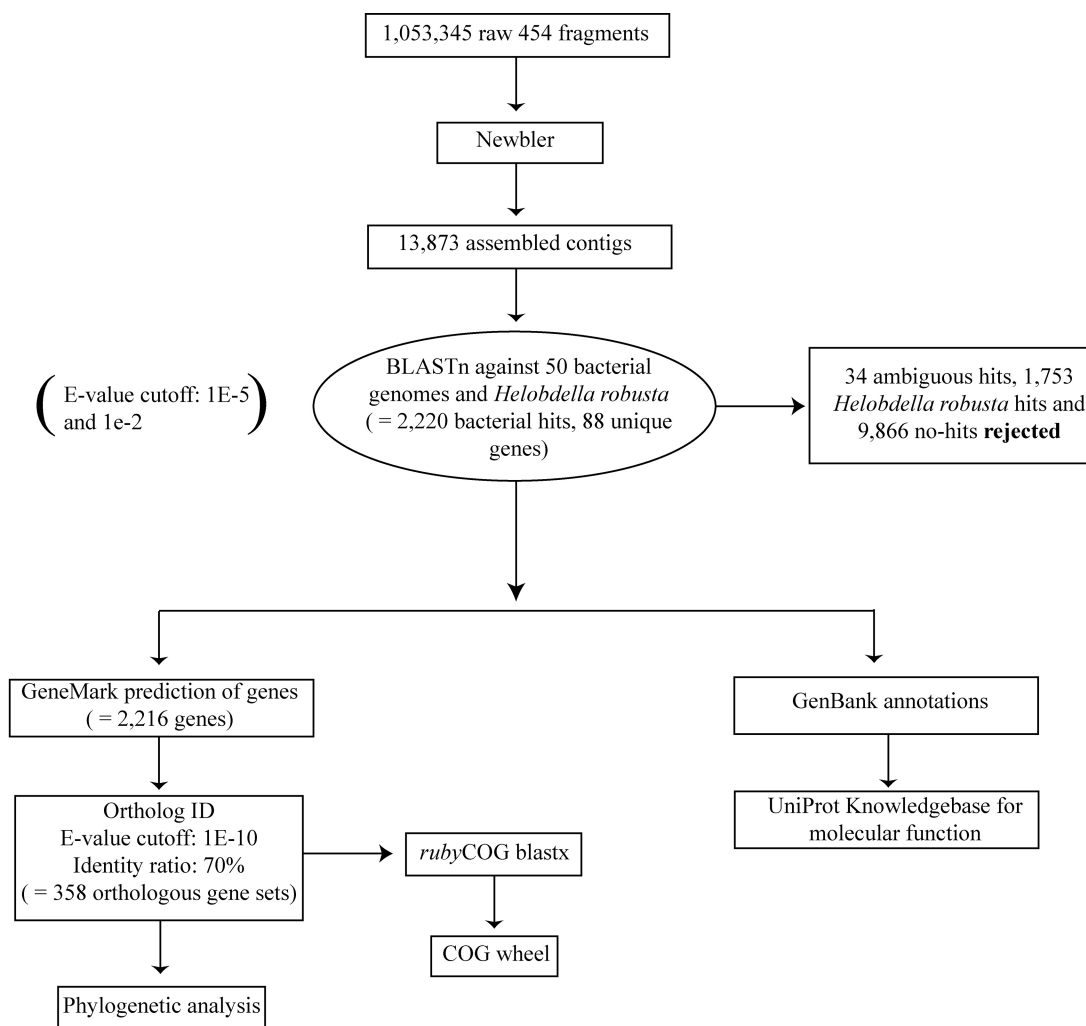 1,053,345 raw 454 fragments
Newbler
13,873 assembled contigs
BLASTn against 50 bacterial
genomes and Helobdella robusta
( = 2,220 bacterial hits, 88 unique
genes)
E-value cutoff: 1E-5
and 1e-2
34 ambiguous hits, 1,753
Helobdella robusta hits and
9,866 no-hits rejected
GeneMark prediction of genes
( = 2,216 genes)
GenBank annotations
Ortholog ID
E-value cutoff: 1E-10
Identity ratio: 70%
( = 358 orthologous gene sets)
rubyCOG blastx
UniProt Knowledgebase for
molecular function
COG wheel
Phylogenetic analysis